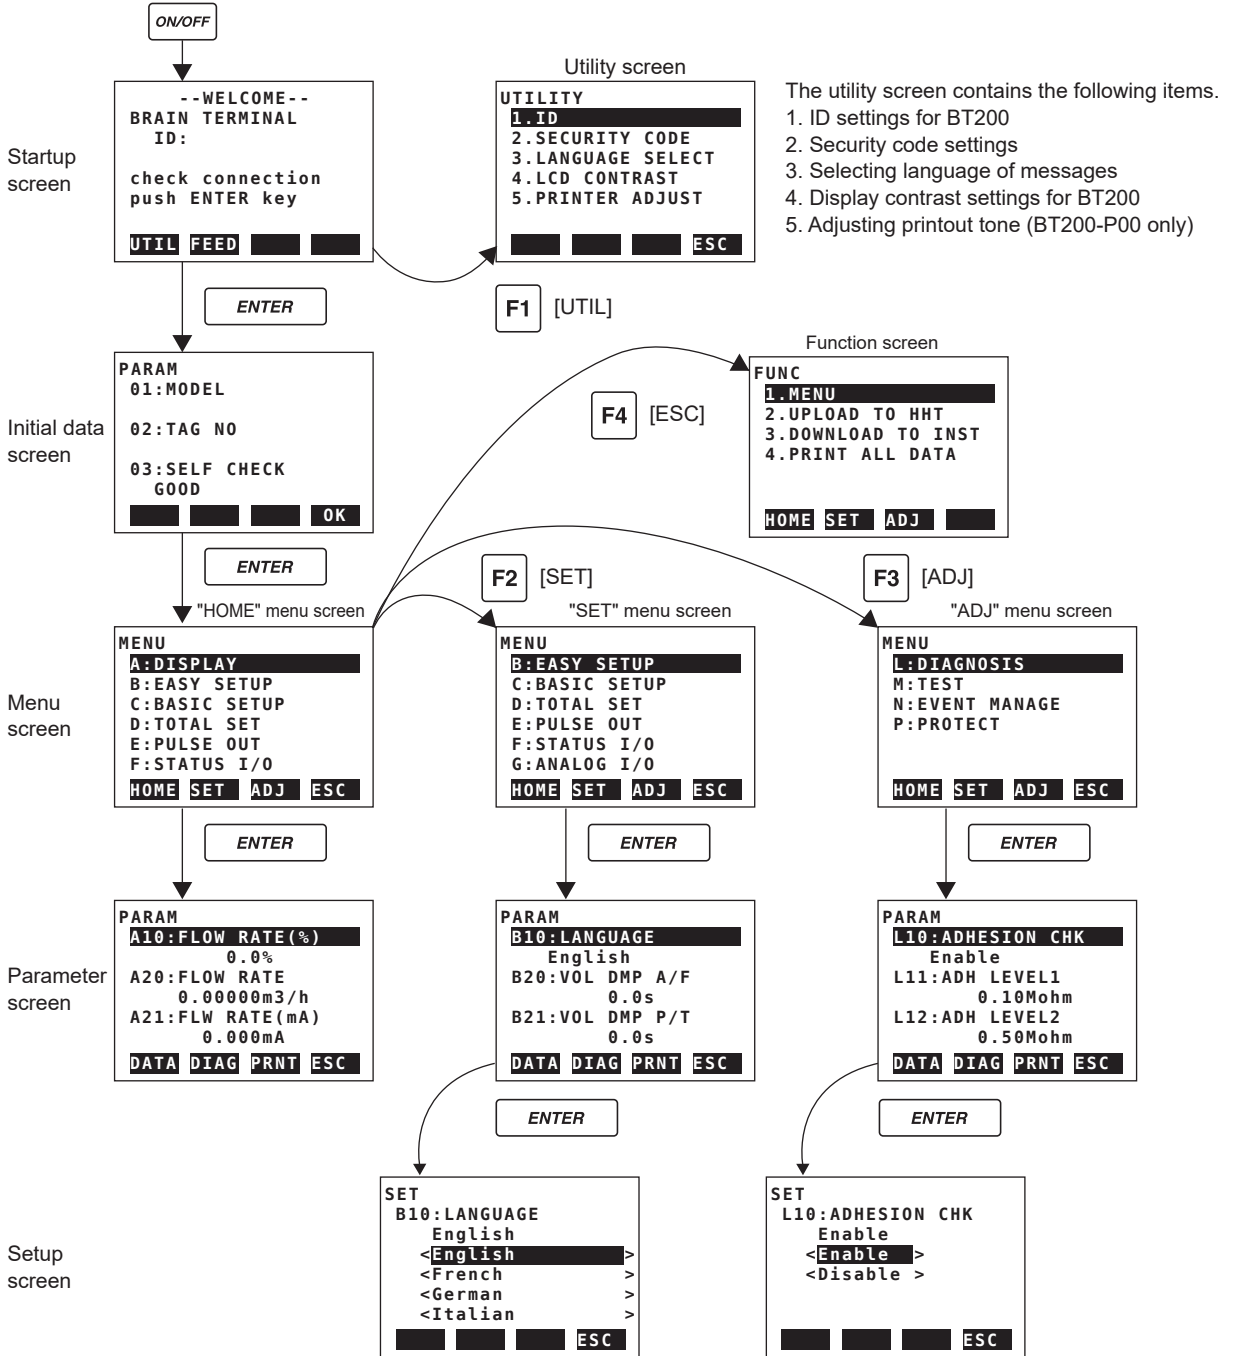 ON/OFF
Startup
screen
--WELCOME--
BRAIN TERMINAL
ID:
check connection
push ENTER key
UTIL FEED
Utility screen
UTILITY
1.ID
2.SECURITY CODE
3.LANGUAGE SELECT
4.LCD CONTRAST
5.PRINTER ADJUST
ESC
The utility screen contains the following items.
1. ID settings for BT200
2. Security code settings
3. Selecting language of messages
4. Display contrast settings for BT200
5. Adjusting printout tone (BT200-P00 only)
ENTER
F1 [UTIL]
Initial data
screen
PARAM
01:MODEL
02:TAG NO
03:SELF CHECK
GOOD
OK
F4 [ESC]
Function screen
FUNC
1.MENU
2.UPLOAD TO HHT
3.DOWNLOAD TO INST
4.PRINT ALL DATA
HOME SET ADJ
ENTER
F2 [SET]
F3 [ADJ]
Menu
screen
"HOME" menu screen
MENU
A:DISPLAY
B:EASY SETUP
C:BASIC SETUP
D:TOTAL SET
E:PULSE OUT
F:STATUS I/O
HOME SET ADJ ESC
"SET" menu screen
MENU
B:EASY SETUP
C:BASIC SETUP
D:TOTAL SET
E:PULSE OUT
F:STATUS I/O
G:ANALOG I/O
HOME SET ADJ ESC
"ADJ" menu screen
MENU
L:DIAGNOSIS
M:TEST
N:EVENT MANAGE
P:PROTECT
HOME SET ADJ ESC
ENTER
ENTER
ENTER
Parameter
screen
PARAM
A10:FLOW RATE(%)
0.0%
A20:FLOW RATE
0.00000m3/h
A21:FLW RATE(mA)
0.000mA
DATA DIAG PRNT ESC
PARAM
B10:LANGUAGE
English
B20:VOL DMP A/F
0.0s
B21:VOL DMP P/T
0.0s
DATA DIAG PRNT ESC
PARAM
L10:ADHESION CHK
Enable
L11:ADH LEVEL1
0.10Mohm
L12:ADH LEVEL2
0.50Mohm
DATA DIAG PRNT ESC
ENTER
ENTER
Setup
screen
SET
B10:LANGUAGE
English
<English >
<French >
<German >
<Italian >
ESC
SET
L10:ADHESION CHK
Enable
<Enable >
<Disable >
ESC